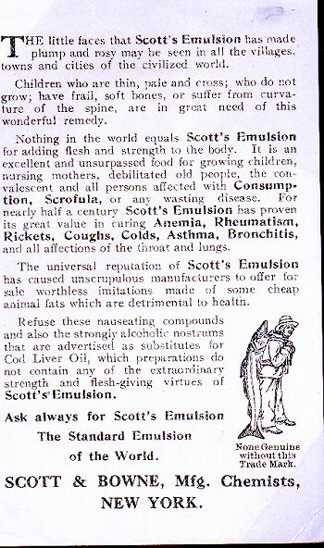 THE little faces that Scott's Emulsion has made
plump and rosy may be seen in all the villages,
towns and cities of the civilized world.
Children who are thin, pale and cross; who do not
grow; have frail, soft bones, or suffer from curva-
ture of the spine, are in great need of this
wonderful remedy.
Nothing in the world equals Scott's Emulsion
for adding flesh and strength to the body. It is an
excellent and unsurpassed food for growing children,
nursing mothers, debilitated old people, the con-
valescent and all persons affected with Consump-
tion, Scrofula, or any wasting disease. For
nearly half a century Scott's Emulsion has proven
its great value in curing Anemia, Rheumatism,
Rickets, Coughs, Colds, Asthma, Bronchitis,
and all affections of the throat and lungs.
The universal reputation of Scott's Emulsion
has caused unscrupulous manufacturers to offer for
sale worthless imitations made of some cheap
animal fats which are detrimental to health.
Refuse these nauseating compounds
and also the strongly alcoholic nostrums
that are advertised as substitutes for
Cod Liver Oil, which preparations do
not contain any of the extraordinary
strength and flesh-giving virtues of
Scott's Emulsion.
Ask always for Scott's Emulsion
The Standard Emulsion
of the World.
None Genuine
without this
Trade Mark.
SCOTT & BOWNE, Mfg. Chemists,
NEW YORK.